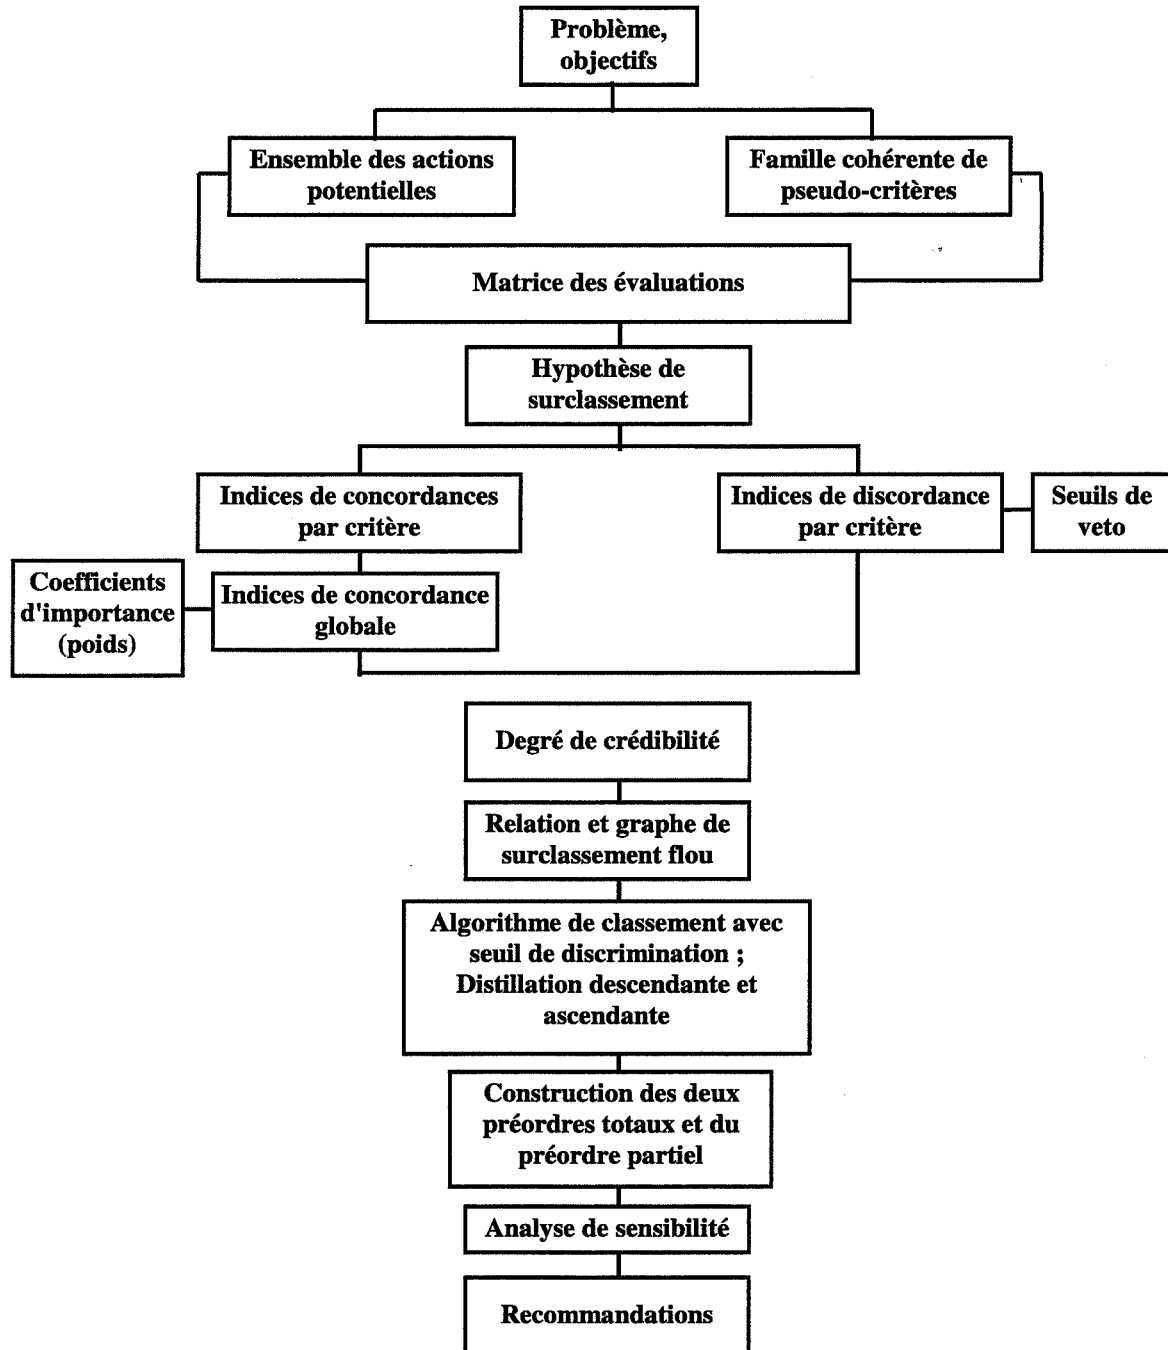 Problème,
objectifs
Ensemble des actions
potentielles
Famille cohérente de
pseudo-critères
Matrice des évaluations
Hypothèse de
surclassement
Indices de concordances
par critère
Indices de discordance
par critère
Seuils de
veto
Coefficients
d'importance
(poids)
Indices de concordance
globale
Degré de crédibilité
Relation et graphe de
surclassement flou
Algorithme de classement avec
seuil de discrimination ;
Distillation descendante et
ascendante
Construction des deux
préordres totaux et du
préordre partiel
Analyse de sensibilité
Recommandations